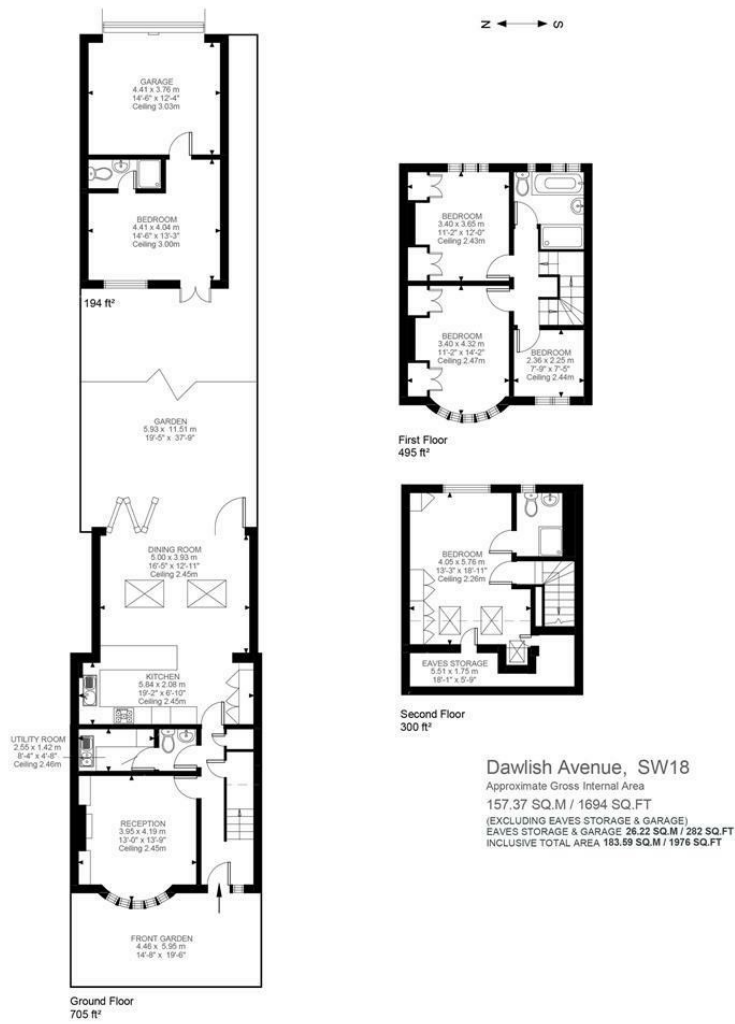 N S
GARAGE
4.41 x 3.76 m
14'-6" x 12'-4"
Ceiling 3.03m
BEDROOM
4.41 x 4.04 m
14'-6" x 13'-3"
Ceiling 3.00m
194 ft²
GARDEN
5.93 x 11.51 m
19'-5" x 37'-9"
DINING ROOM
5.00 x 3.93 m
16'-5" x 12'-11"
Ceiling 2.45m
KITCHEN
5.84 x 2.08 m
19'-2" x 6'-10"
Ceiling 2.45m
UTILITY ROOM
2.55 x 1.42 m
8'-4" x 4'-8"
Ceiling 2.46m
RECEPTION
3.95 x 4.19 m
13'-0" x 13'-9"
Ceiling 2.45m
FRONT GARDEN
4.46 x 5.95 m
14'-8" x 19'-6"
Ground Floor
705 ft²
BEDROOM
3.40 x 3.65 m
11'-2" x 12'-0"
Ceiling 2.43m
BEDROOM
3.40 x 4.32 m
11'-2" x 14'-2"
Ceiling 2.47m
BEDROOM
2.36 x 2.25 m
7'-9" x 7'-5"
Ceiling 2.44m
First Floor
495 ft²
BEDROOM
4.05 x 5.76 m
13'-3" x 18'-11"
Ceiling 2.26m
EAVES STORAGE
5.51 x 1.75 m
18'-1" x 5'-9"
Second Floor
300 ft²
Dawlish Avenue, SW18
Approximate Gross Internal Area
157.37 SQ.M / 1694 SQ.FT
(EXCLUDING EAVES STORAGE & GARAGE)
EAVES STORAGE & GARAGE 26.22 SQ.M / 282 SQ.FT
INCLUSIVE TOTAL AREA 183.59 SQ.M / 1976 SQ.FT